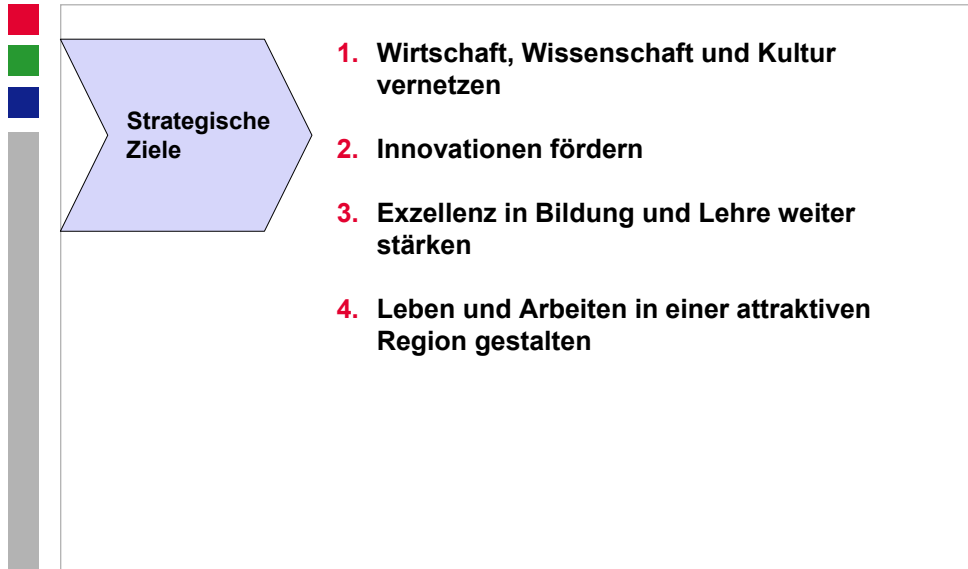 Strategische
Ziele
1. Wirtschaft, Wissenschaft und Kultur
vernetzen
2. Innovationen fördern
3. Exzellenz in Bildung und Lehre weiter
stärken
4. Leben und Arbeiten in einer attraktiven
Region gestalten